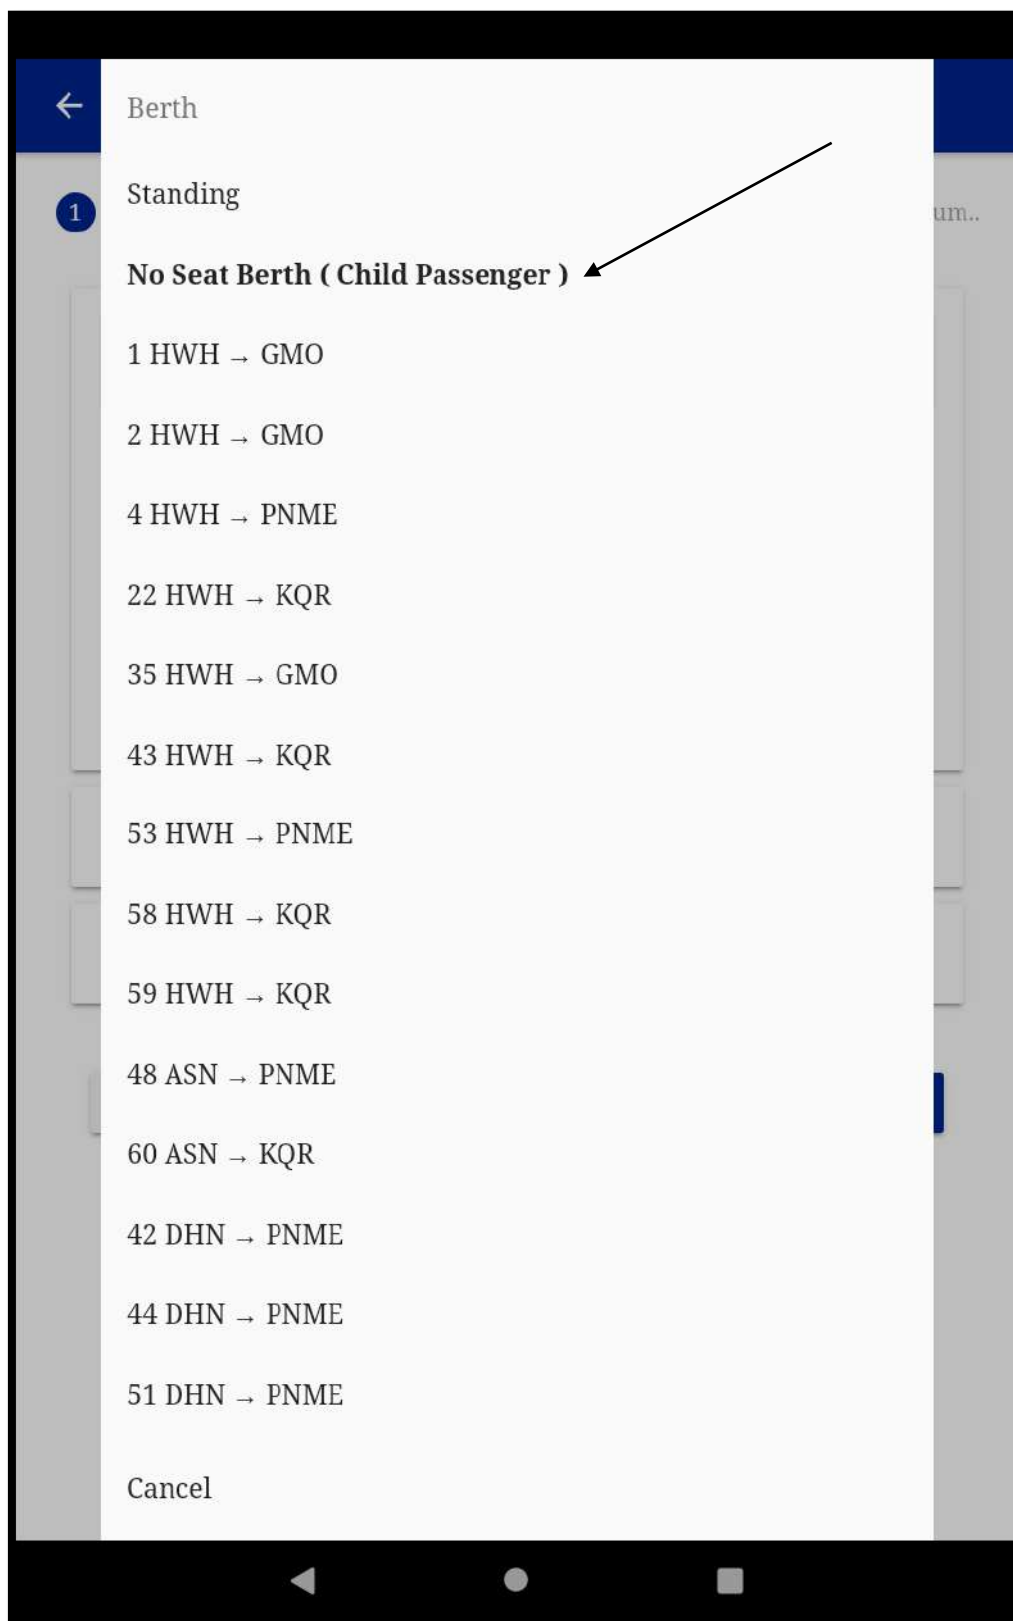 Berth
1
um..
Standing
No Seat Berth ( Child Passenger )
1 HWH → GMO
2 HWH → GMO
4 HWH → PNME
22 HWH → KQR
35 HWH → GMO
43 HWH → KQR
53 HWH → PNME
58 HWH → KQR
59 HWH → KQR
48 ASN → PNME
60 ASN → KQR
42 DHN → PNME
44 DHN → PNME
51 DHN → PNME
Cancel